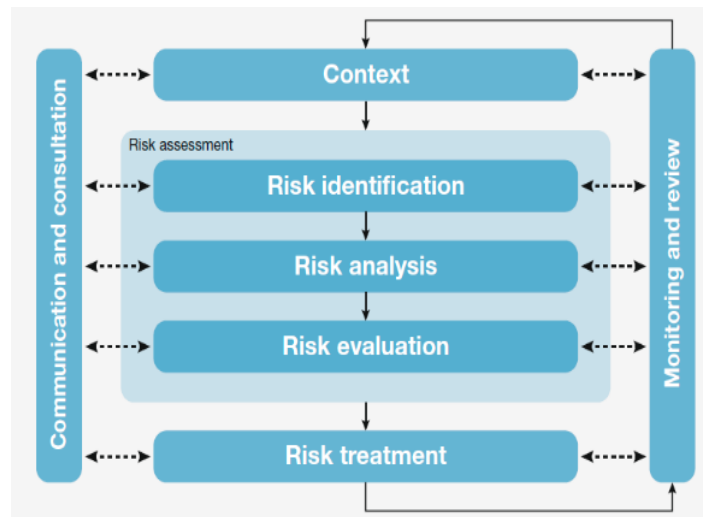 Communication and consultation
Context
Risk assessment
Risk identification
Risk analysis
Risk evaluation
Risk treatment
Monitoring and review